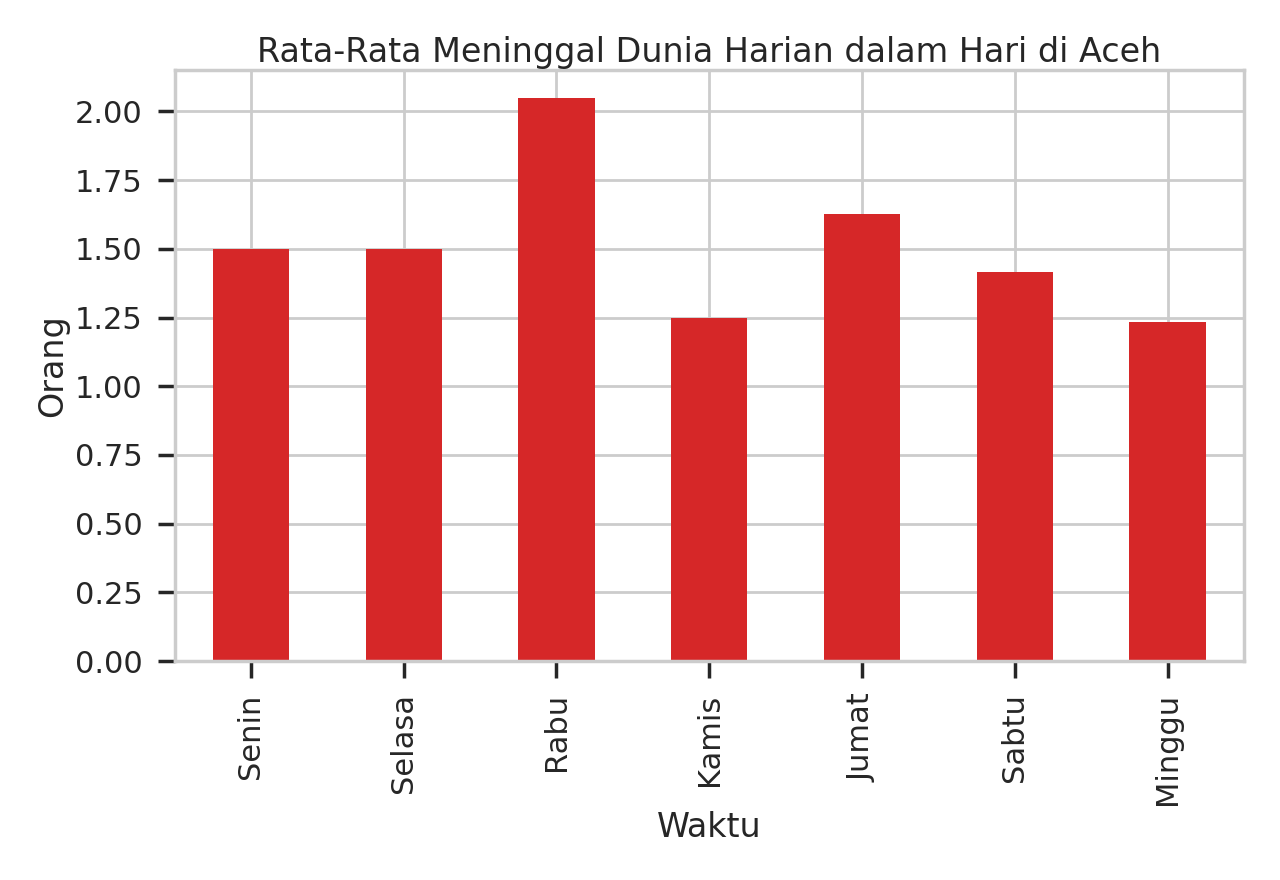 Rata-Rata Meninggal Dunia Harian dalam Hari di Aceh
2.00
1.75
1.50
1.25
1.00
0.75
0.50
0.25
0.00
Orang
Senin
Selasa
Rabu
Kamis
Jumat
Sabtu
Minggu
Waktu